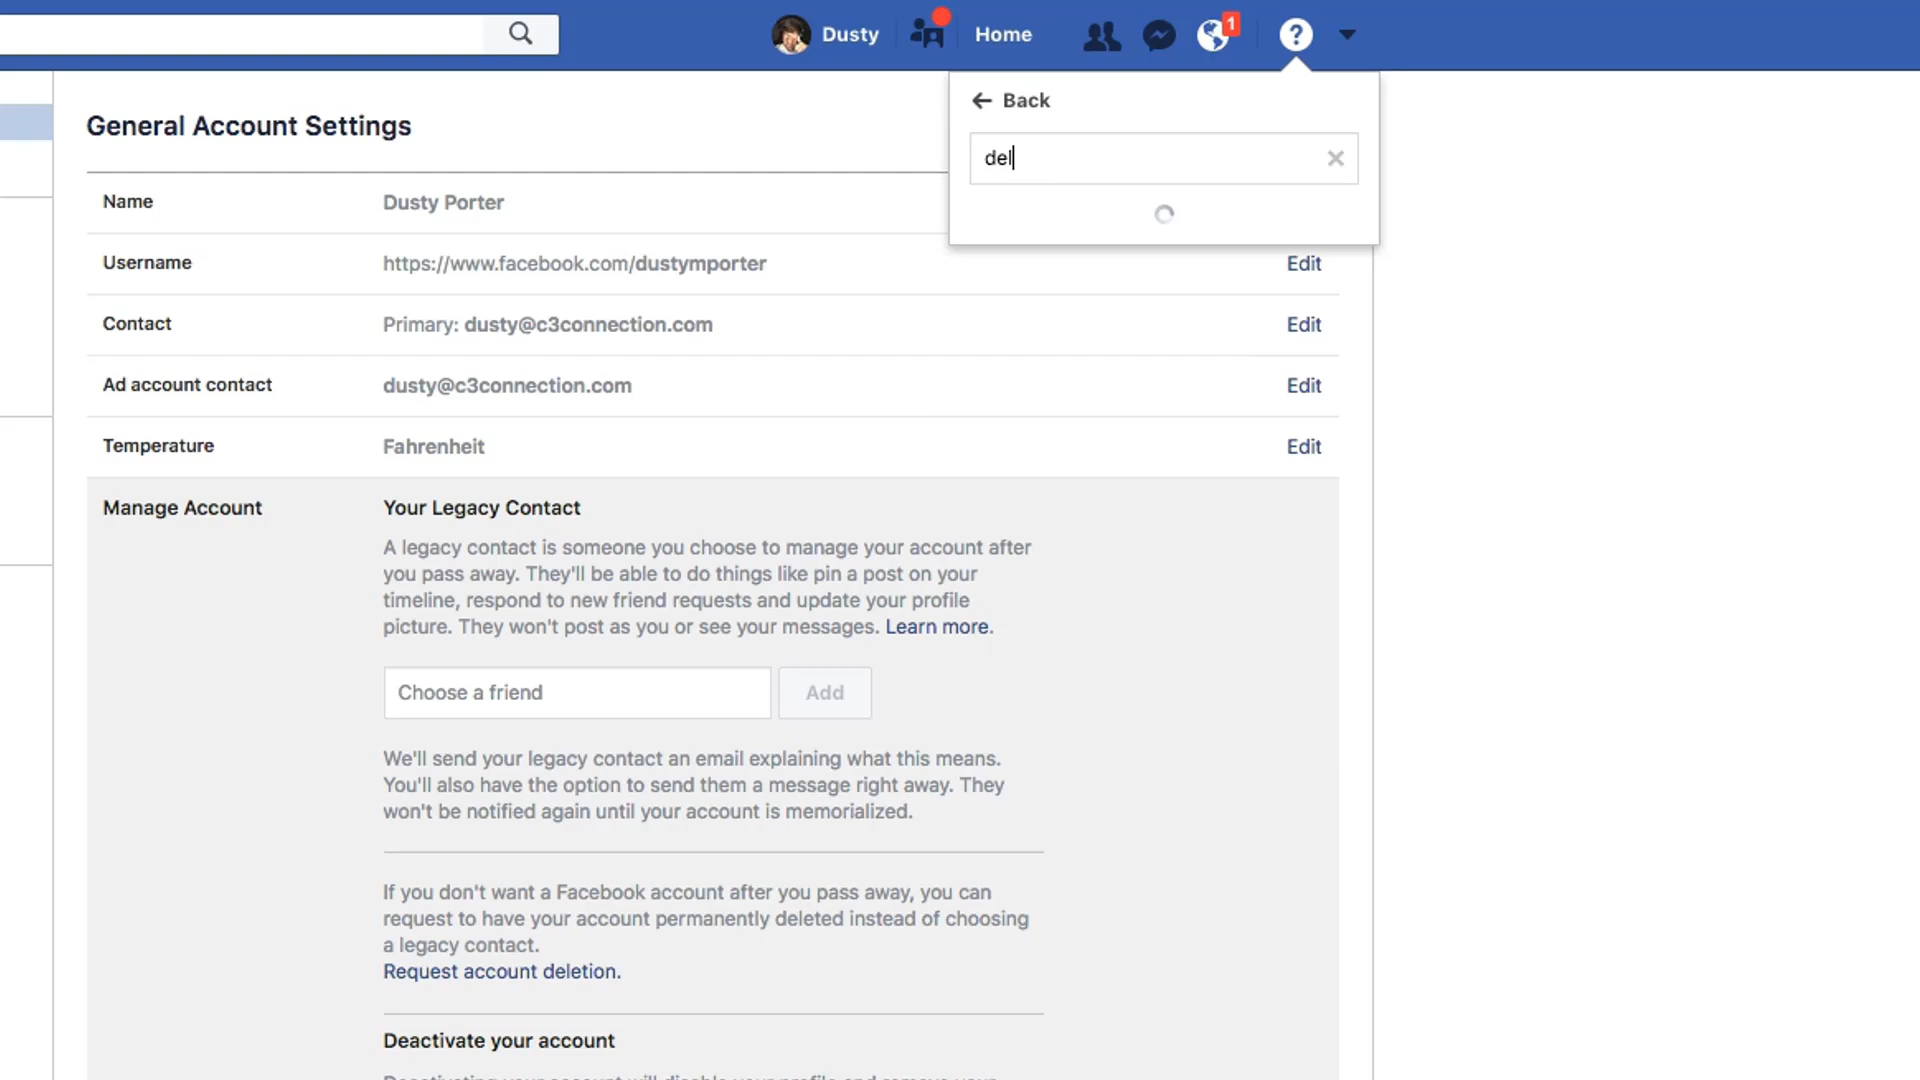 Dusty
Home
1
?
Back
del
General Account Settings
Name Dusty Porter
Username https://www.facebook.com/dustymporter Edit
Contact Primary: dusty@c3connection.com Edit
Ad account contact dusty@c3connection.com Edit
Temperature Fahrenheit Edit
Manage Account Your Legacy Contact
A legacy contact is someone you choose to manage your account after
you pass away. They'll be able to do things like pin a post on your
timeline, respond to new friend requests and update your profile
picture. They won't post as you or see your messages. Learn more.
Choose a friend Add
We'll send your legacy contact an email explaining what this means.
You'll also have the option to send them a message right away. They
won't be notified again until your account is memorialized.
If you don't want a Facebook account after you pass away, you can
request to have your account permanently deleted instead of choosing
a legacy contact.
Request account deletion.
Deactivate your account